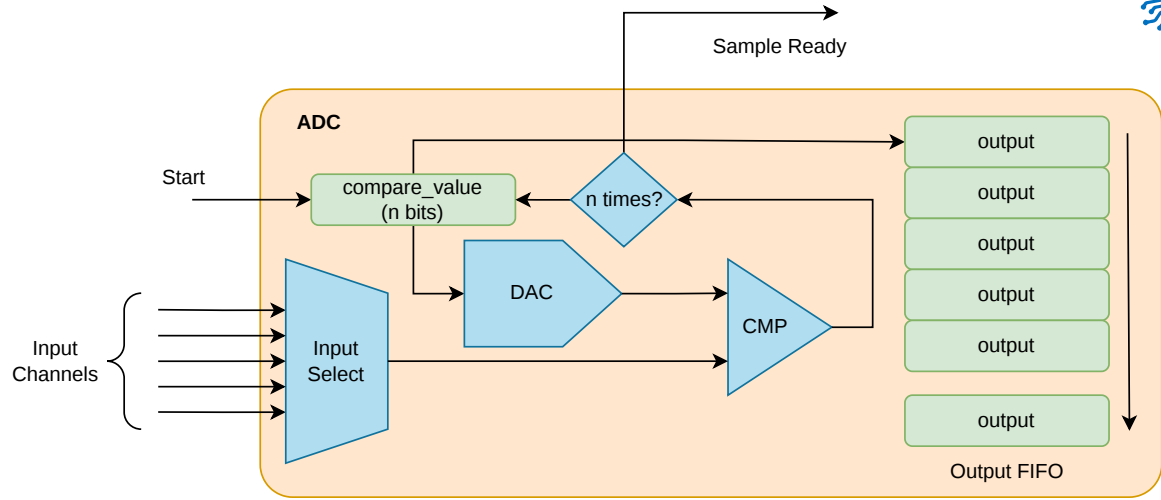 Sample Ready
ADC
Start
compare_value
(n bits)
n times?
DAC
CMP
Input
Select
Input
Channels
output
output
output
output
output
output
Output FIFO